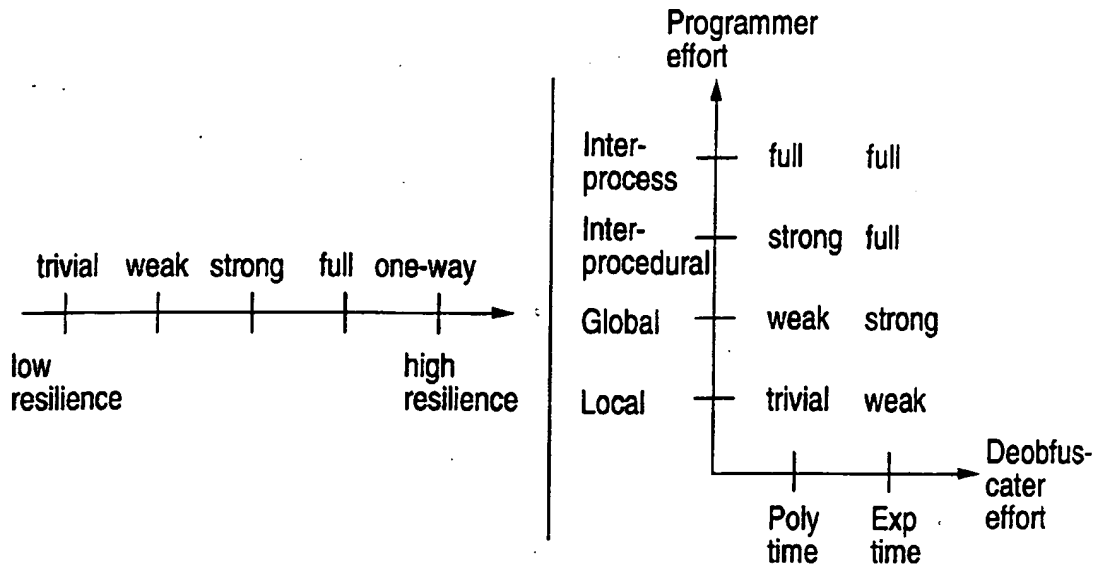 trivial weak strong full one-way
low
resilience
high
resilience
Programmer
effort
Inter-
process
full full
Inter-
procedural
strong full
Global
weak strong
Local
trivial weak
Poly
time
Exp
time
Deobfus-
cater
effort